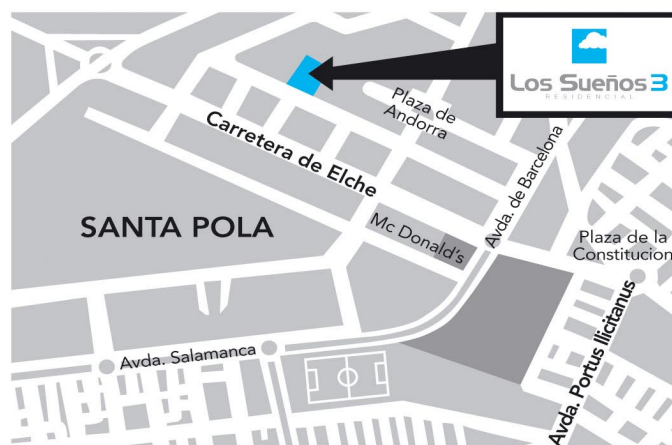 Los Sueños 3
RESIDENCIAL
Plaza de
Andorra
Carretera de Elche
Avda. de Barcelona
SANTA POLA
Mc Donald's
Plaza de la
Constitucion
Avda. Salamanca
Avda. Portus Ilicitanus